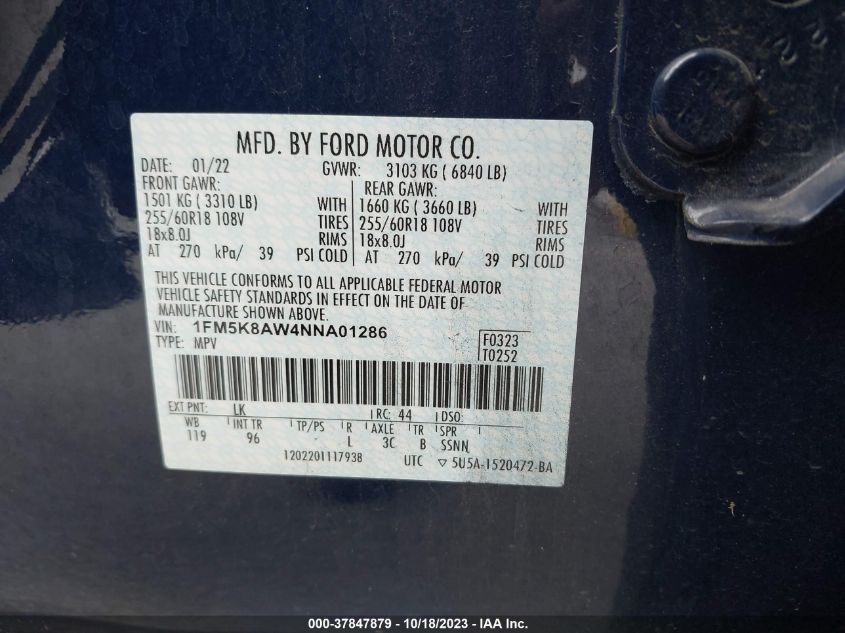 MFD. BY FORD MOTOR CO.
DATE: 01/22 GVWR: 3103 KG ( 6840 LB)
FRONT GAWR: REAR GAWR:
1501 KG ( 3310 LB) WITH 1660 KG ( 3660 LB) WITH
255/60R18 108V TIRES 255/60R18 108V TIRES
18x8.0J RIMS 18x8.0J RIMS
AT 270 kPa/ 39 PSI COLD AT 270 kPa/ 39 PSI COLD
THIS VEHICLE CONFORMS TO ALL APPLICABLE FEDERAL MOTOR
VEHICLE SAFETY STANDARDS IN EFFECT ON THE DATE OF
MANUFACTURE SHOWN ABOVE.
VIN: 1FM5K8AW4NNA01286 F0323
TYPE: MPV T0252
EXT PNT: LK RC: 44 DSO:
WB INT TR TP/PS R AXLE TR SPR
119 96 L 3C B SSNN
1202201117938 UTC ▽ 5U5A-1520472-BA
000-37847879 - 10/18/2023 - IAA Inc.